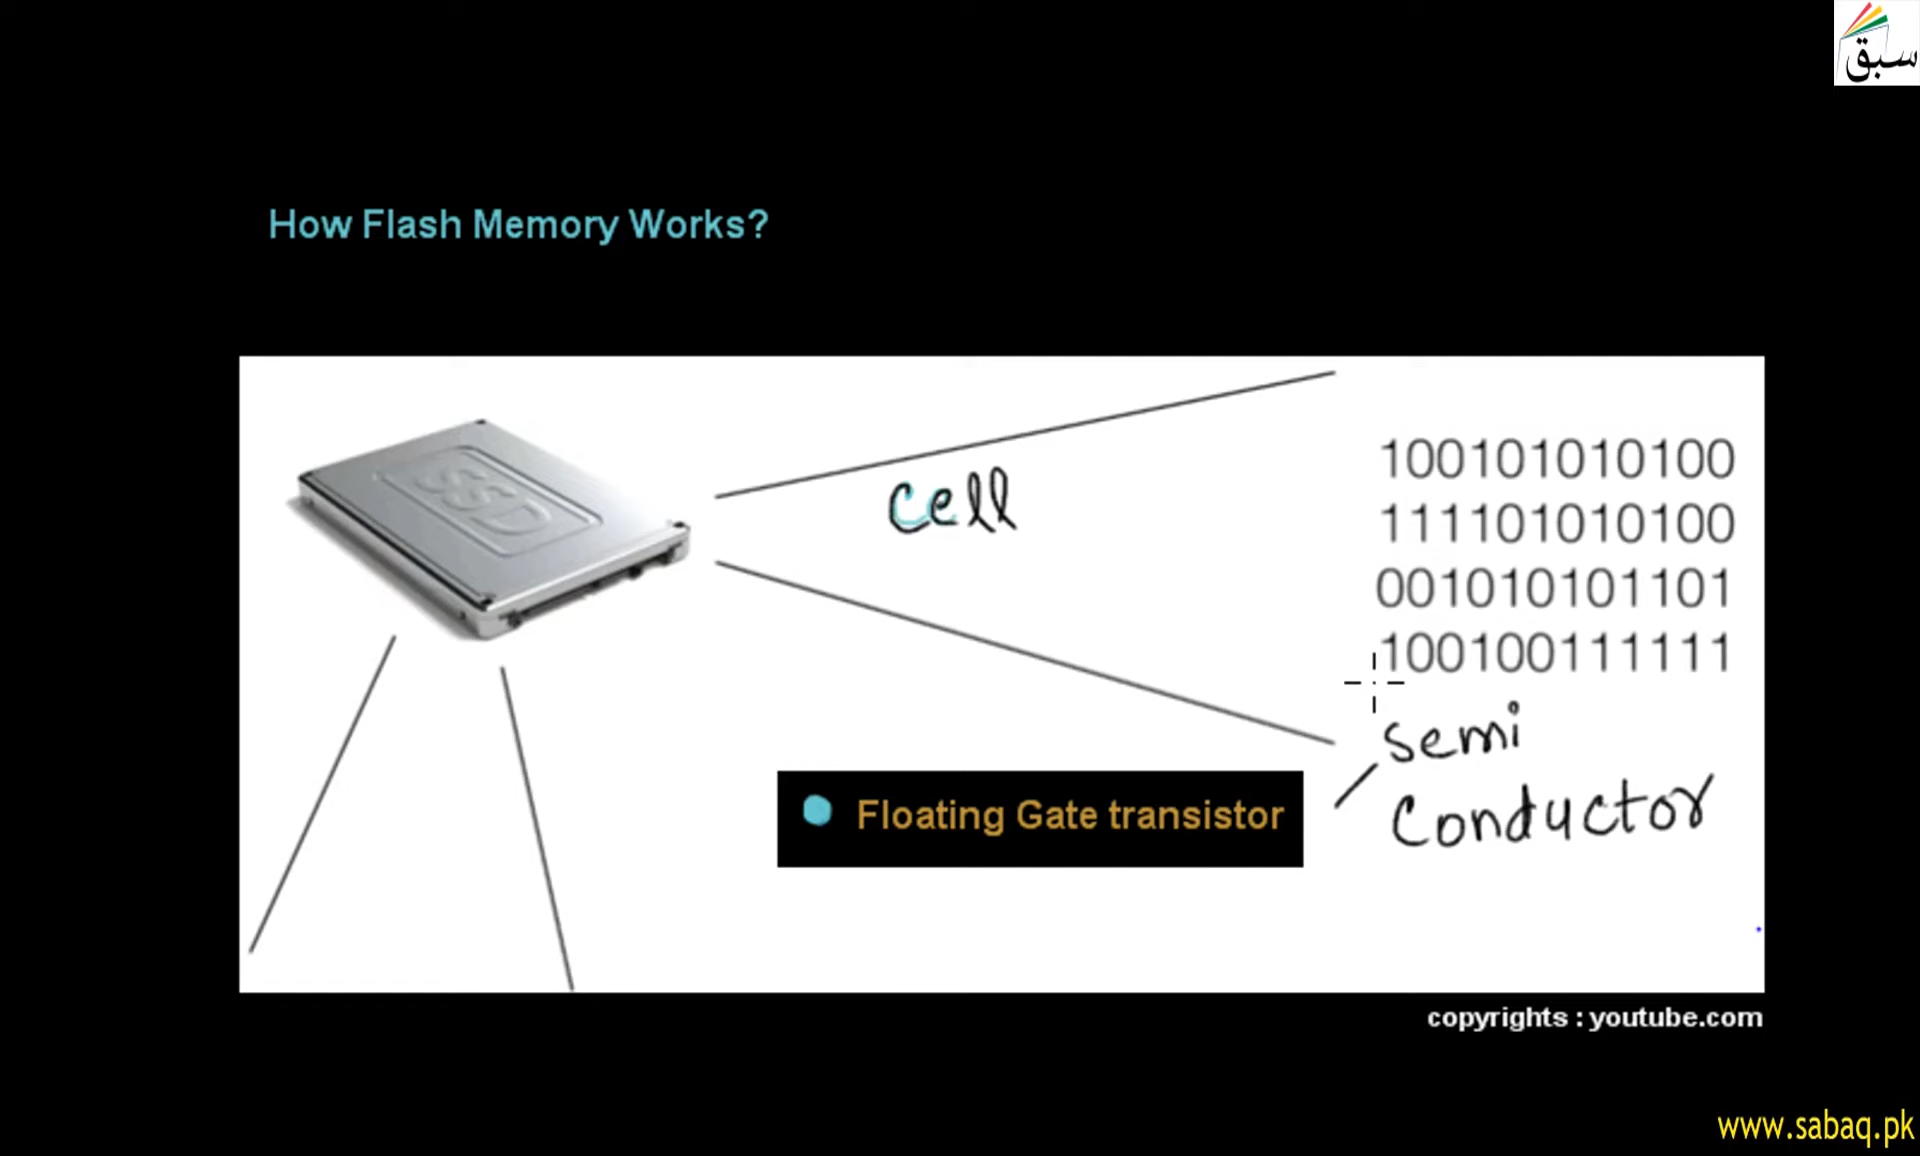 سبق
How Flash Memory Works?
SSD
cell
100101010100
111101010100
001010101101
100100111111
semi
Conductor
Floating Gate transistor
copyrights : youtube.com
www.sabaq.pk